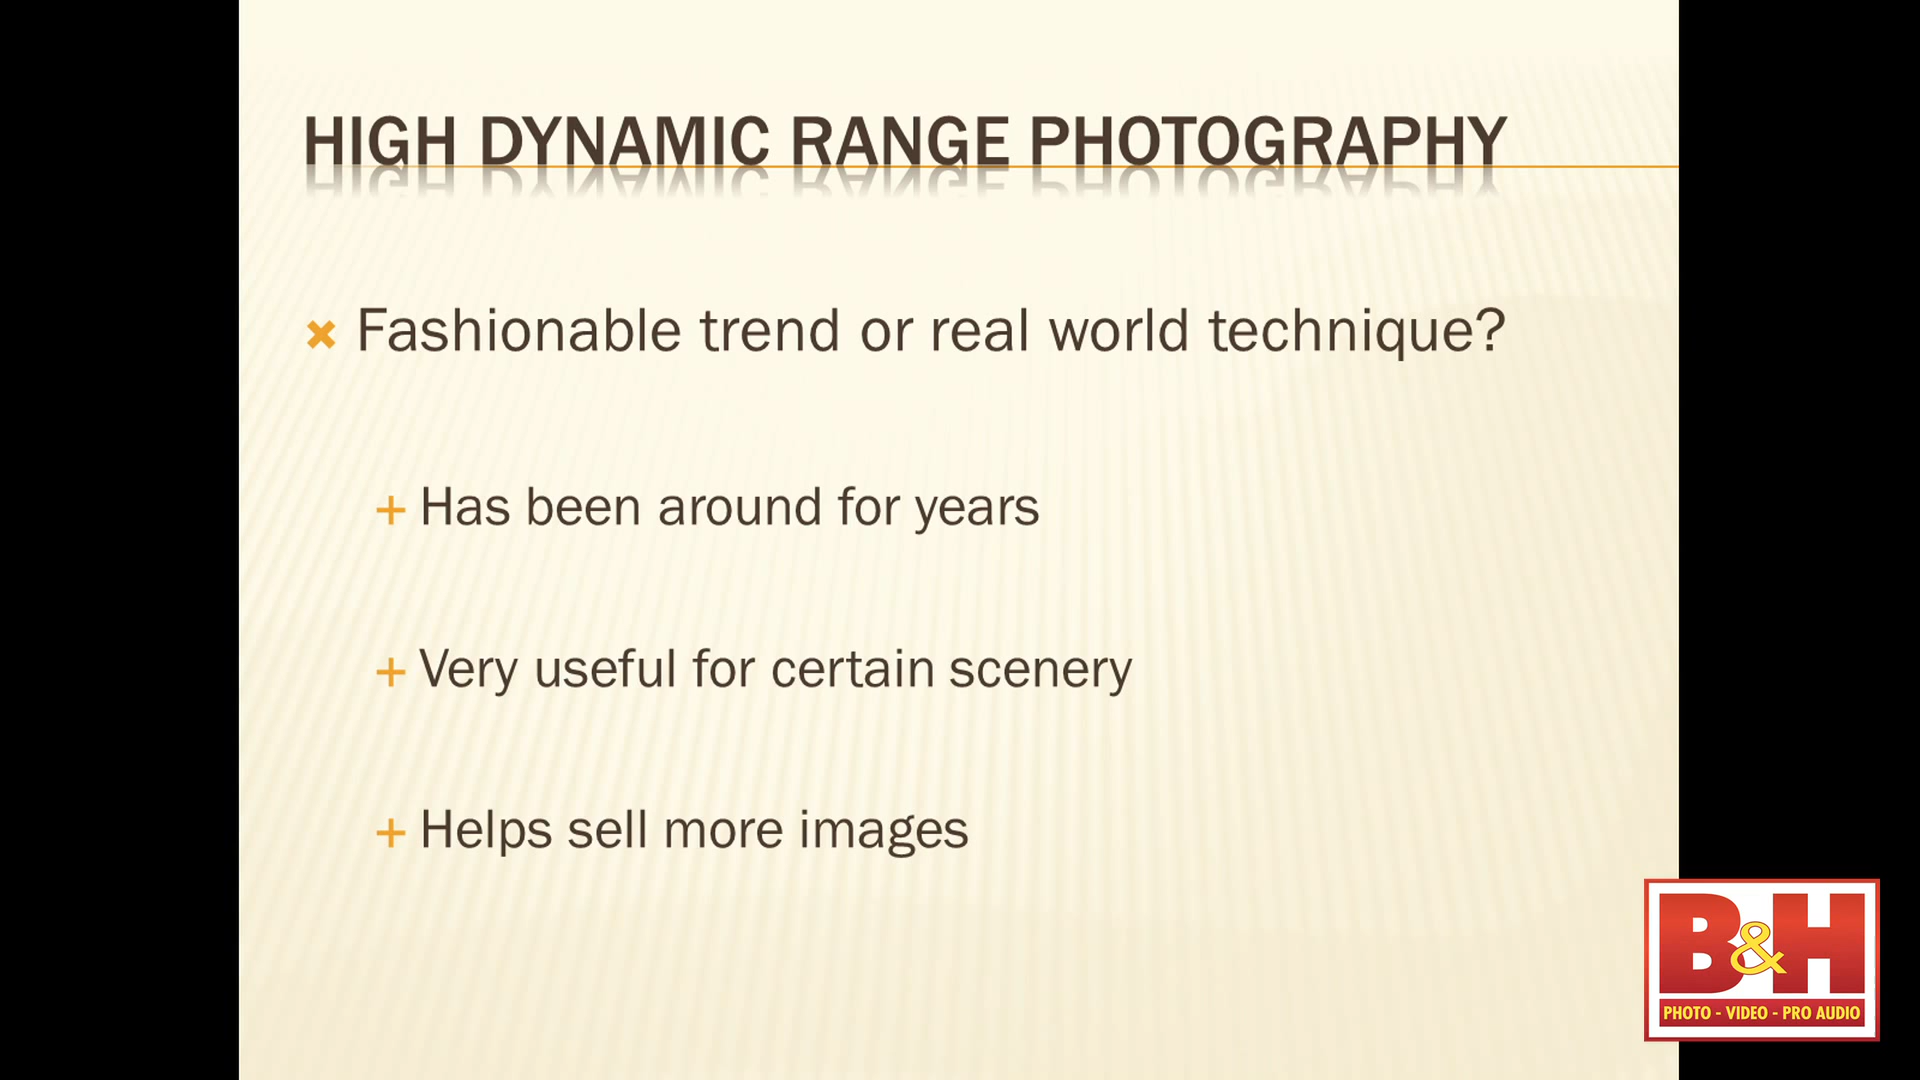 HIGH DYNAMIC RANGE PHOTOGRAPHY
Fashionable trend or real world technique?
Has been around for years
Very useful for certain scenery
Helps sell more images
B&H
PHOTO - VIDEO - PRO AUDIO